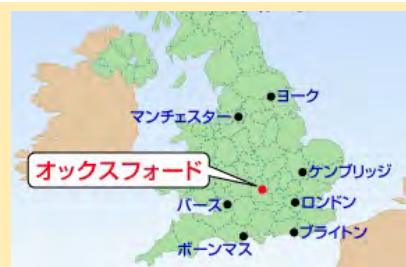 ヨーク
マンチェスター
オックスフォード
ケンブリッジ
バース
ロンドン
ブライトン
ボーンマス